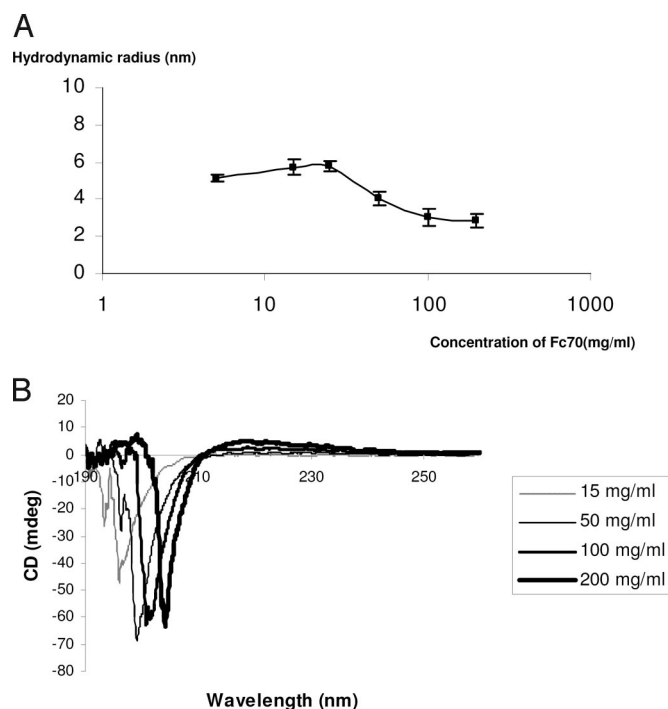 A
Hydrodynamic radius (nm)
10
8
6
4
2
0
1 10 100 1000
Concentration of Fc70(mg/ml)
B
20
10
0
-10
-20
-30
-40
-50
-60
-70
-80
190 210 230 250
CD (mdeg)
Wavelength (nm)
15 mg/ml
50 mg/ml
100 mg/ml
200 mg/ml